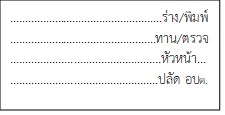 ............................................ร่าง/พิมพ์
..........................................ทาน/ตรวจ
............................................หัวหน้า...
...........................................ปลัด อบต.